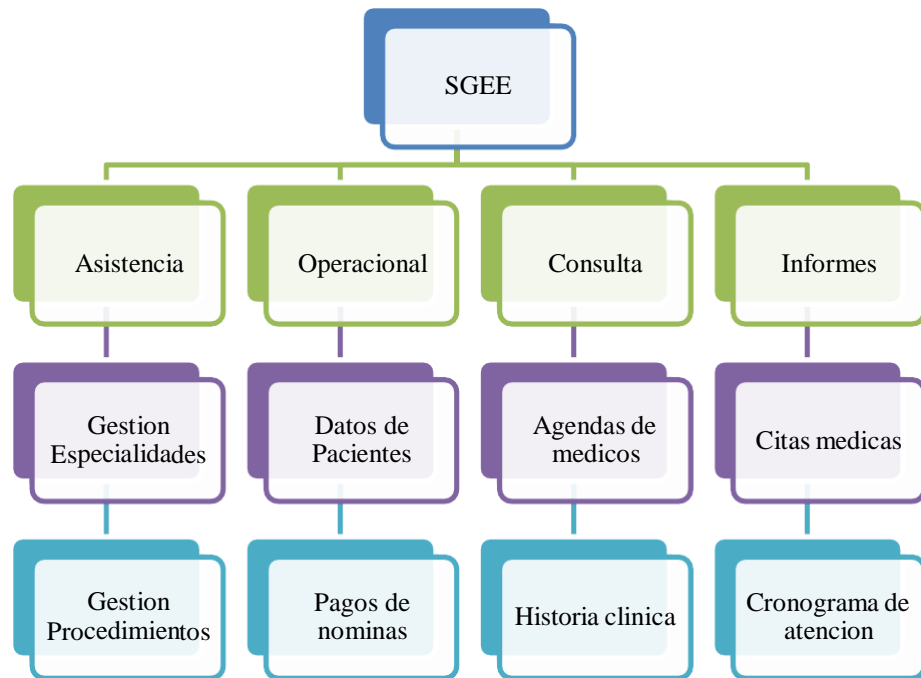 SGEE
Asistencia
Operacional
Consulta
Informes
Gestion
Especialidades
Datos de
Pacientes
Agendas de
medicos
Citas medicas
Gestion
Procedimientos
Pagos de
nominas
Historia clinica
Cronograma de
atencion